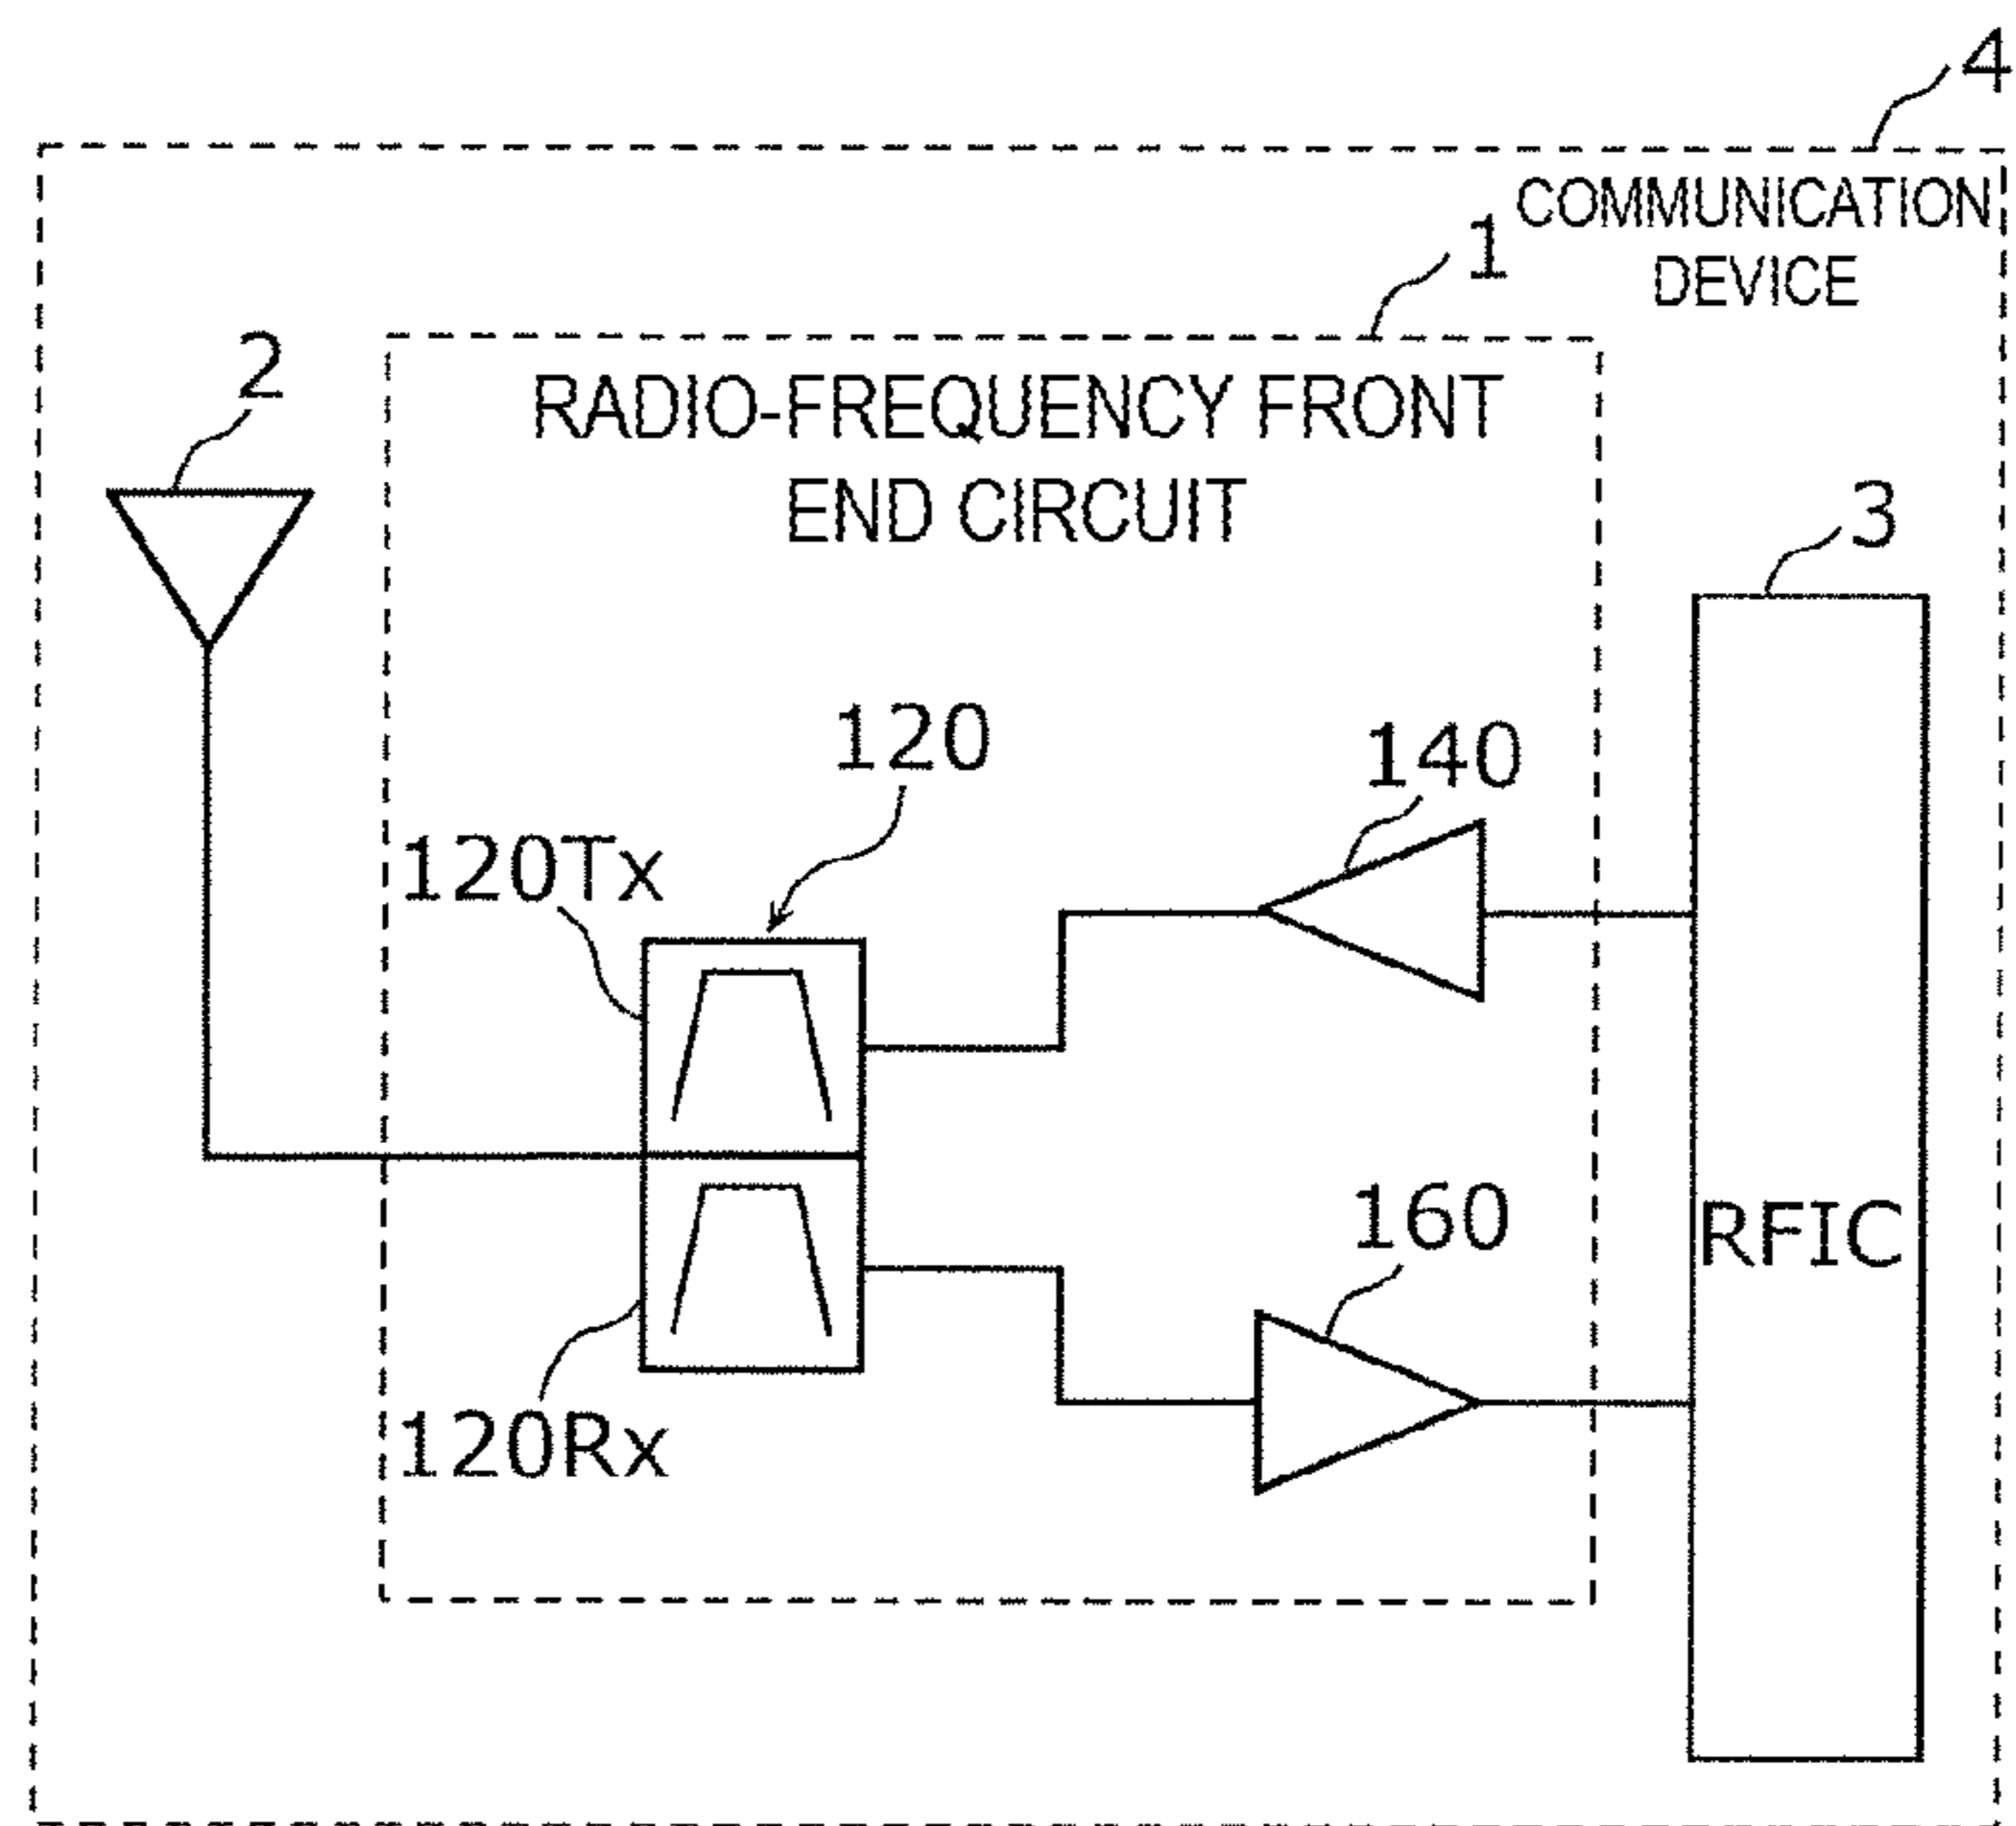 4
COMMUNICATION
DEVICE
1
2
RADIO-FREQUENCY FRONT
END CIRCUIT
3
120
140
120Tx
160
RFIC
120Rx